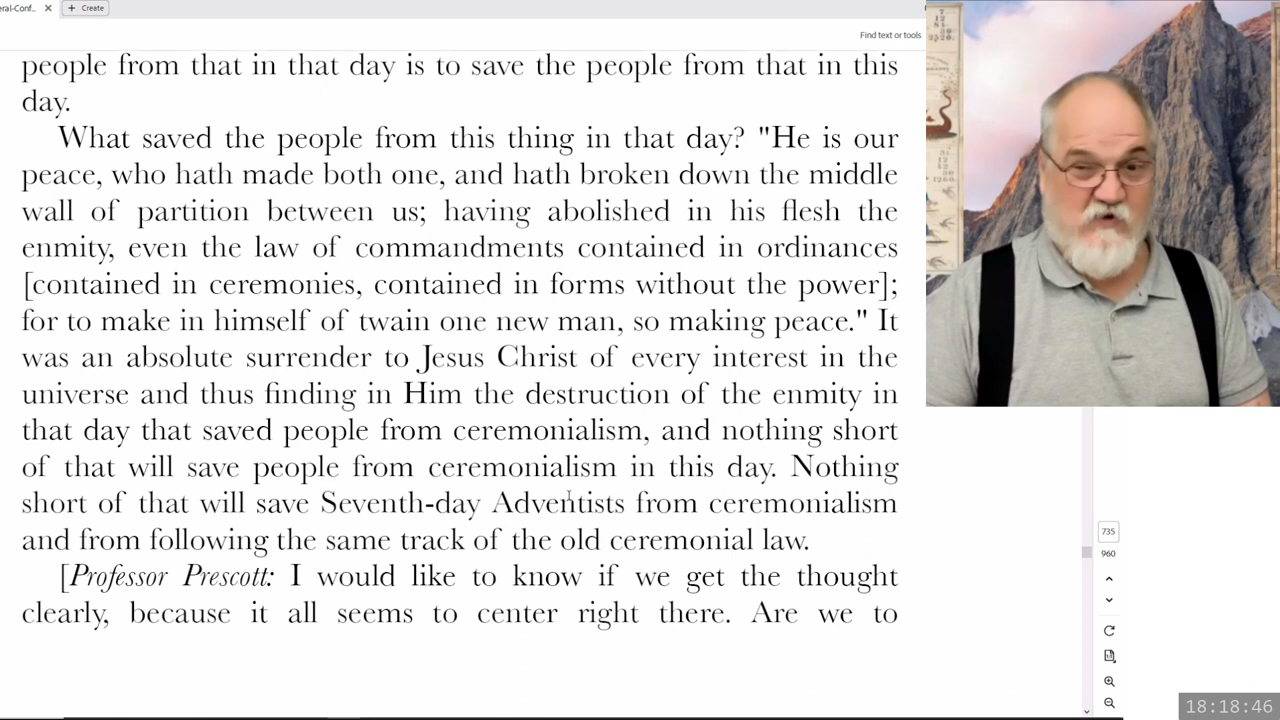 eral-Conf..
Create
Find text or tools
people from that in that day is to save the people from that in this
day.
What saved the people from this thing in that day? "He is our
peace, who hath made both one, and hath broken down the middle
wall of partition between us; having abolished in his flesh the
enmity, even the law of commandments contained in ordinances
[contained in ceremonies, contained in forms without the power];
for to make in himself of twain one new man, so making peace." It
was an absolute surrender to Jesus Christ of every interest in the
universe and thus finding in Him the destruction of the enmity in
that day that saved people from ceremonialism, and nothing short
of that will save people from ceremonialism in this day. Nothing
short of that will save Seventh-day Adventists from ceremonialism
and from following the same track of the old ceremonial law.
[Professor Prescott: I would like to know if we get the thought
clearly, because it all seems to center right there. Are we to
735
960
18:18:46